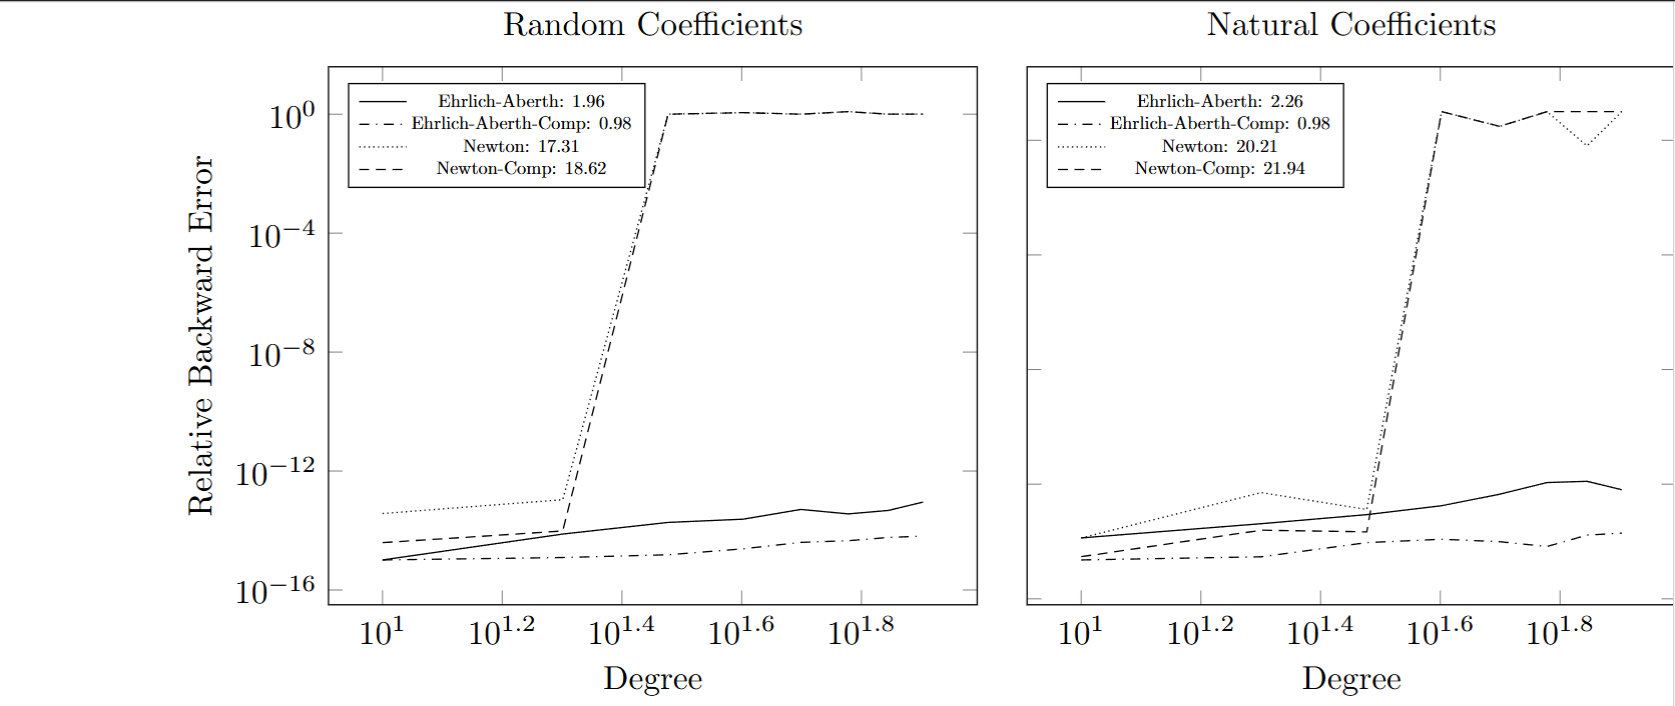 Random Coefficients
Natural Coefficients
Ehrlich-Aberth: 1.96
Ehrlich-Aberth-Comp: 0.98
Newton: 17.31
Newton-Comp: 18.62
Ehrlich-Aberth: 2.26
Ehrlich-Aberth-Comp: 0.98
Newton: 20.21
Newton-Comp: 21.94
Relative Backward Error
10^0
10^−4
10^−8
10^−12
10^−16
10^1 10^1.2 10^1.4 10^1.6 10^1.8
10^1 10^1.2 10^1.4 10^1.6 10^1.8
Degree
Degree